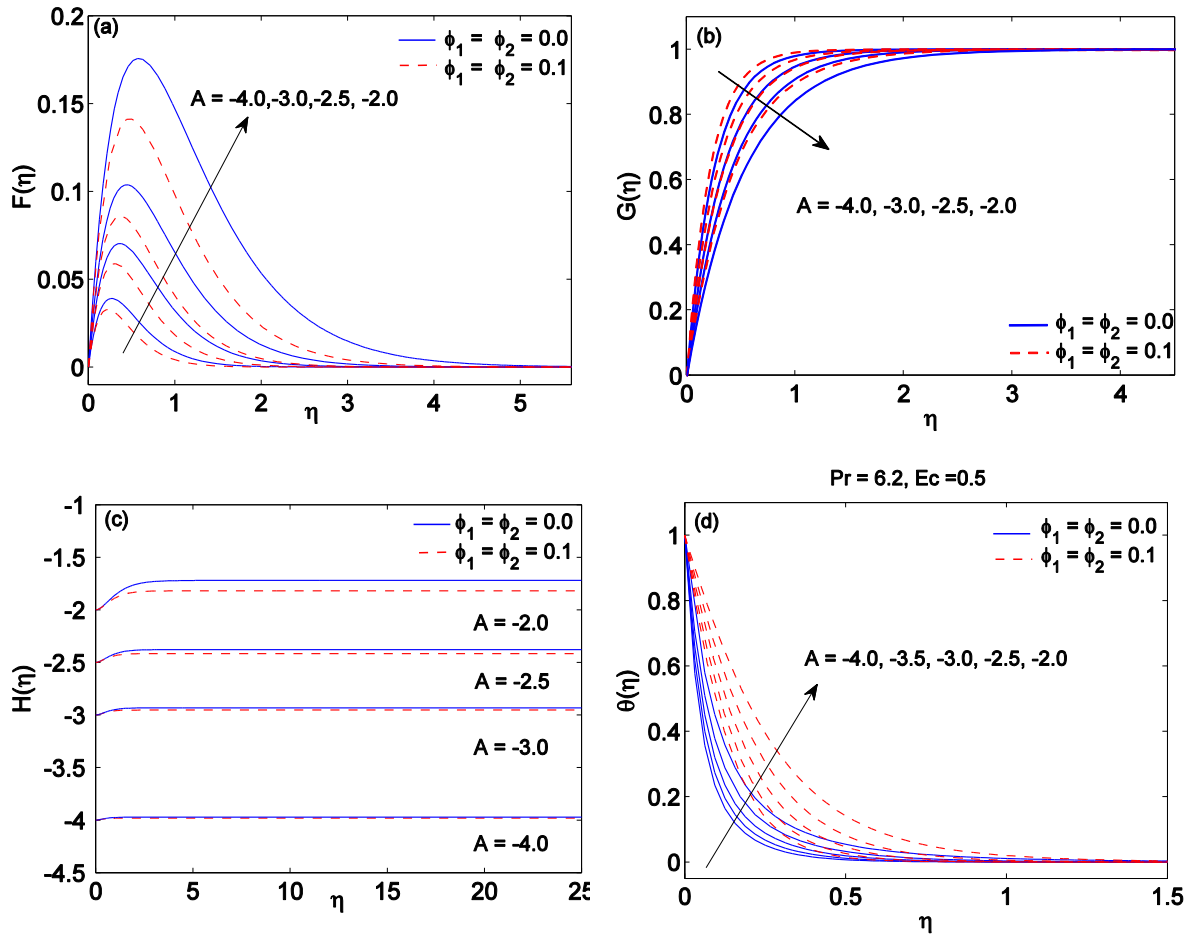 (a)
ϕ1 = ϕ2 = 0.0
ϕ1 = ϕ2 = 0.1
A = -4.0,-3.0,-2.5, -2.0
0.2
0.15
0.1
0.05
0
F(η)
0 1 2 3 4 5
η
(b)
A = -4.0, -3.0, -2.5, -2.0
ϕ1 = ϕ2 = 0.0
ϕ1 = ϕ2 = 0.1
1
0.8
0.6
0.4
0.2
0
G(η)
0 1 2 3 4
η
(c)
ϕ1 = ϕ2 = 0.0
ϕ1 = ϕ2 = 0.1
-1
-1.5
-2
-2.5
-3
-3.5
-4
-4.5
H(η)
A = -2.0
A = -2.5
A = -3.0
A = -4.0
0 5 10 15 20 25
η
Pr = 6.2, Ec =0.5
(d)
ϕ1 = ϕ2 = 0.0
ϕ1 = ϕ2 = 0.1
A = -4.0, -3.5, -3.0, -2.5, -2.0
1
0.8
0.6
0.4
0.2
0
θ(η)
0 0.5 1 1.5
η